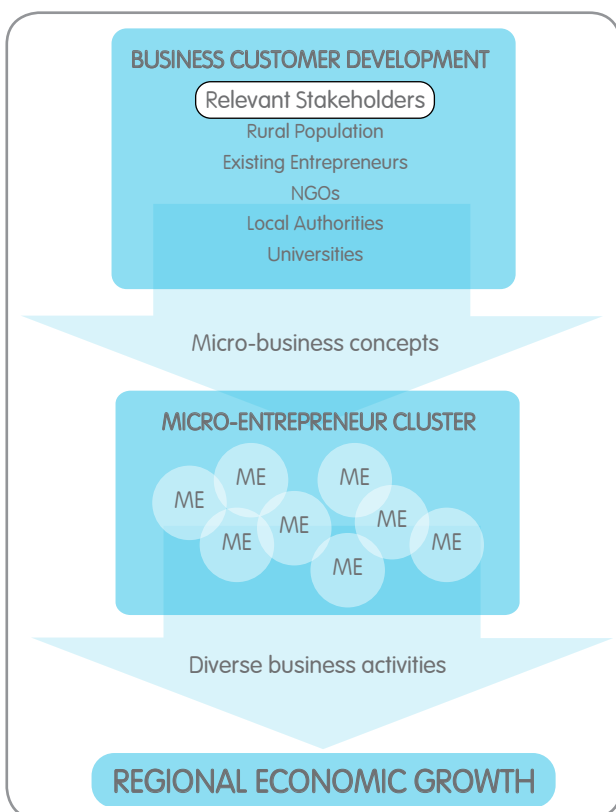 BUSINESS CUSTOMER DEVELOPMENT
Relevant Stakeholders
Rural Population
Existing Entrepreneurs
NGOs
Local Authorities
Universities
Micro-business concepts
MICRO-ENTREPRENEUR CLUSTER
ME
ME
ME
ME
ME
ME
ME
ME
Diverse business activities
REGIONAL ECONOMIC GROWTH